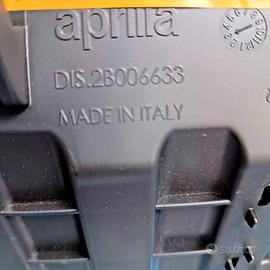 aprilia
DIS.2B006633
MADE IN ITALY
subito